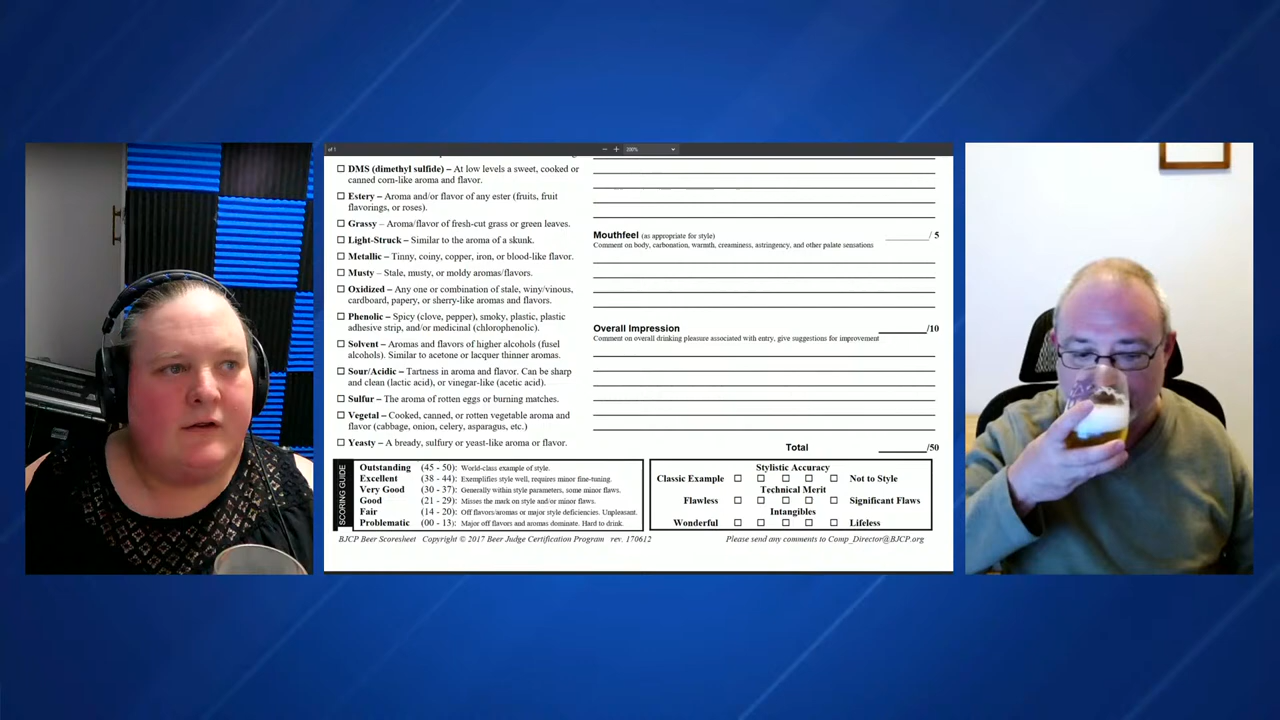 of 1
− + 200%
DMS (dimethyl sulfide) – At low levels a sweet, cooked or
canned corn-like aroma and flavor.
Estery – Aroma and/or flavor of any ester (fruits, fruit
flavorings, or roses).
Grassy – Aroma/flavor of fresh-cut grass or green leaves.
Light-Struck – Similar to the aroma of a skunk.
Metallic – Tinny, coiny, copper, iron, or blood-like flavor.
Musty – Stale, musty, or moldy aromas/flavors.
Oxidized – Any one or combination of stale, winy/vinous,
cardboard, papery, or sherry-like aromas and flavors.
Phenolic – Spicy (clove, pepper), smoky, plastic, plastic
adhesive strip, and/or medicinal (chlorophenolic).
Solvent – Aromas and flavors of higher alcohols (fusel
alcohols). Similar to acetone or lacquer thinner aromas.
Sour/Acidic – Tartness in aroma and flavor. Can be sharp
and clean (lactic acid), or vinegar-like (acetic acid).
Sulfur – The aroma of rotten eggs or burning matches.
Vegetal – Cooked, canned, or rotten vegetable aroma and
flavor (cabbage, onion, celery, asparagus, etc.)
Yeasty – A bready, sulfury or yeast-like aroma or flavor.
Mouthfeel (as appropriate for style) / 5
Comment on body, carbonation, warmth, creaminess, astringency, and other palate sensations
Overall Impression /10
Comment on overall drinking pleasure associated with entry, give suggestions for improvement
Total /50
SCORING GUIDE
Outstanding (45 - 50): World-class example of style.
Excellent (38 - 44): Exemplifies style well, requires minor fine-tuning.
Very Good (30 - 37): Generally within style parameters, some minor flaws.
Good (21 - 29): Misses the mark on style and/or minor flaws.
Fair (14 - 20): Off flavors/aromas or major style deficiencies. Unpleasant.
Problematic (00 - 13): Major off flavors and aromas dominate. Hard to drink.
Stylistic Accuracy
Classic Example Not to Style
Technical Merit
Flawless Significant Flaws
Intangibles
Wonderful Lifeless
BJCP Beer Scoresheet Copyright © 2017 Beer Judge Certification Program rev. 170612
Please send any comments to Comp_Director@BJCP.org